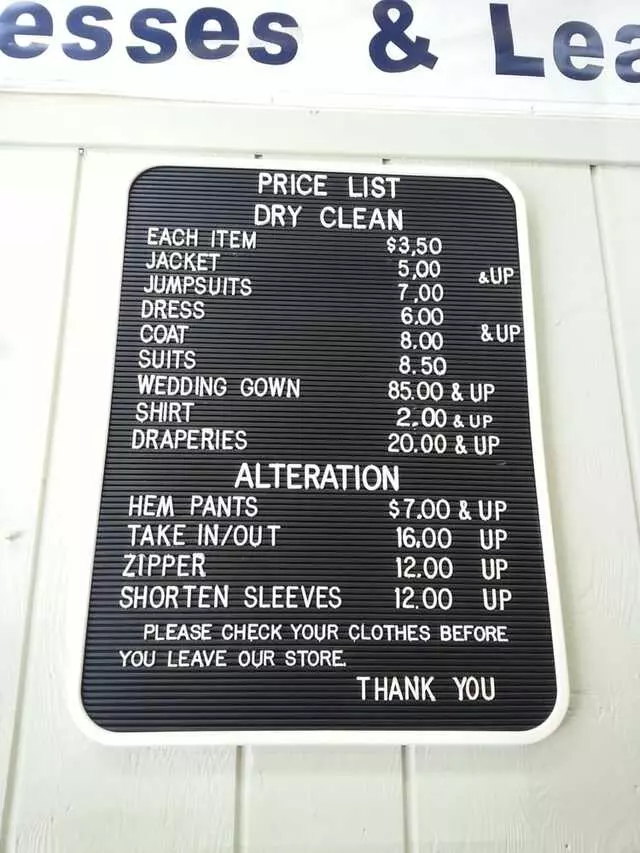 esses & Lea
PRICE LIST
DRY CLEAN
EACH ITEM $3,50
JACKET 5,00 &UP
JUMPSUITS 7,00
DRESS 6.00
COAT 8.00 &UP
SUITS 8.50
WEDDING GOWN 85.00 & UP
SHIRT 2.00 & UP
DRAPERIES 20.00 & UP
ALTERATION
HEM PANTS $7.00 & UP
TAKE IN/OUT 16,00 UP
ZIPPER 12.00 UP
SHORTEN SLEEVES 12.00 UP
PLEASE CHECK YOUR CLOTHES BEFORE
YOU LEAVE OUR STORE.
THANK YOU